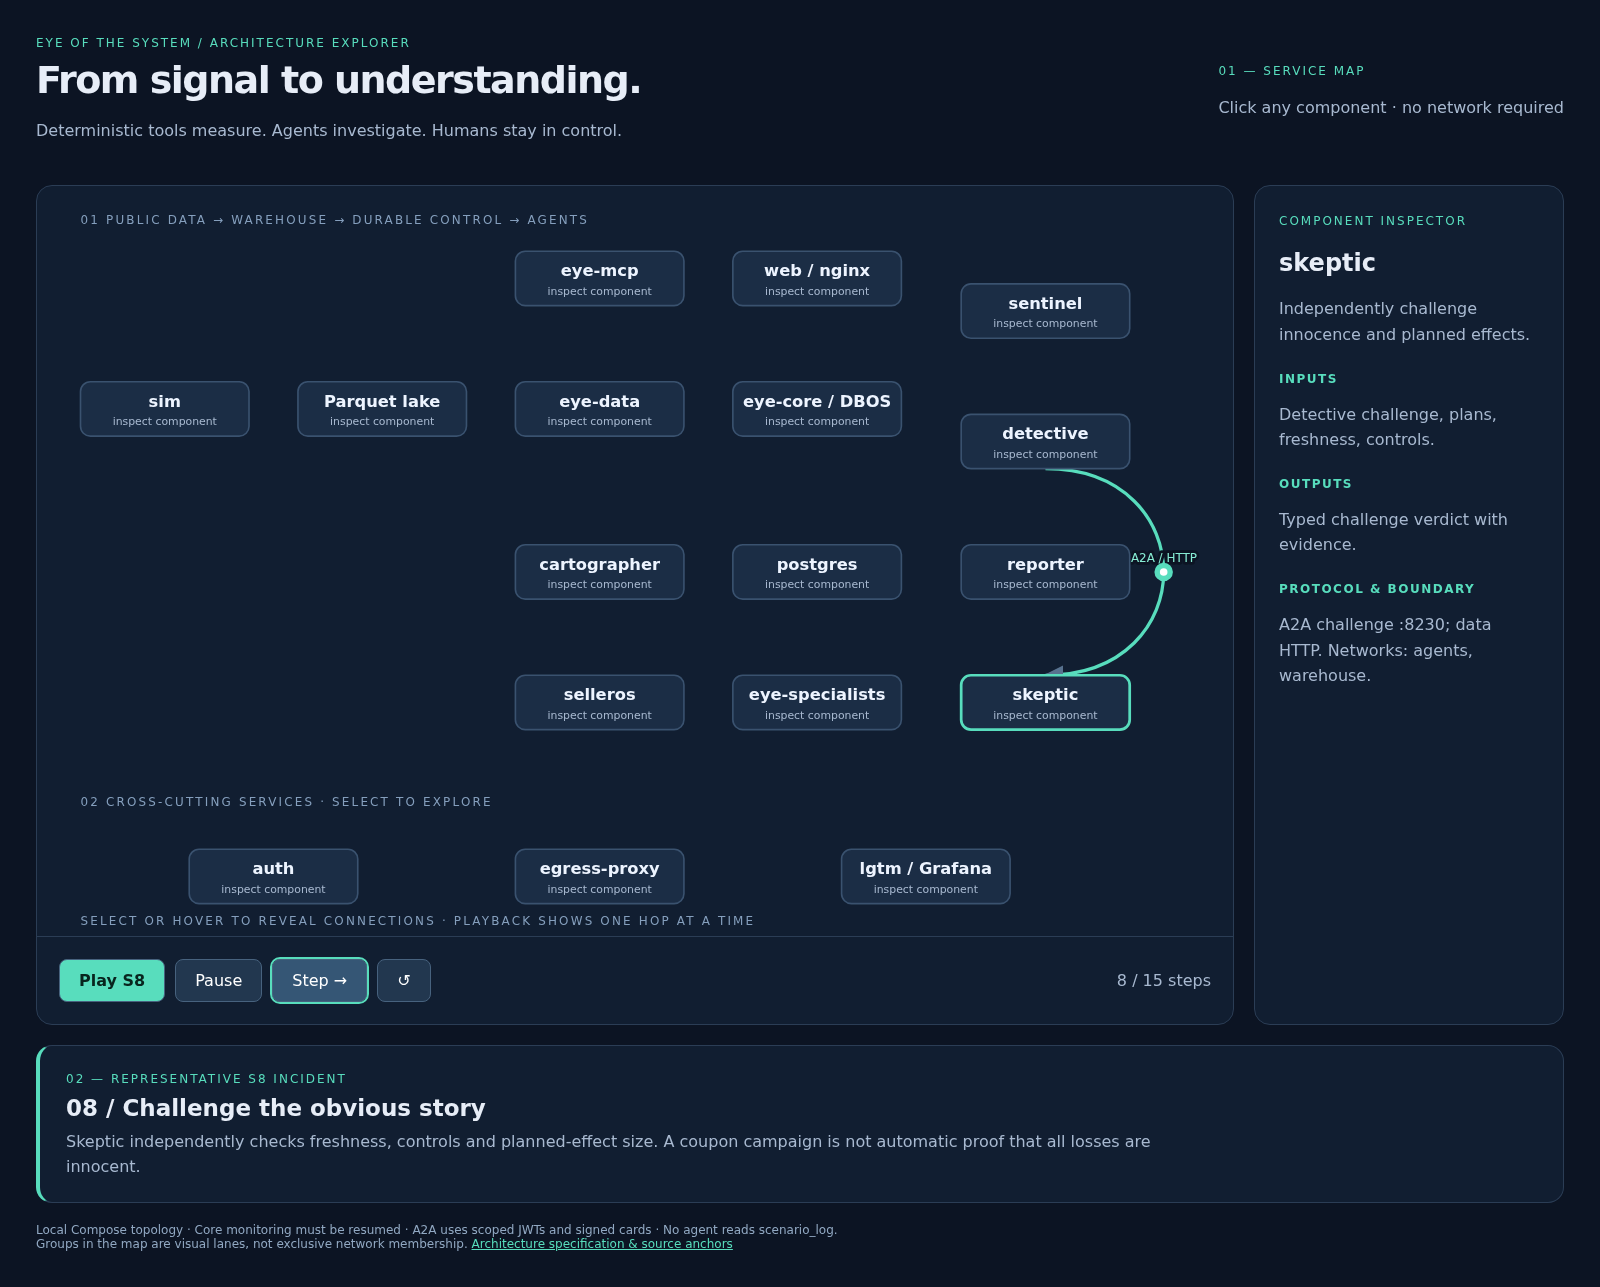 EYE OF THE SYSTEM / ARCHITECTURE EXPLORER
From signal to understanding.
Deterministic tools measure. Agents investigate. Humans stay in control.
01 — SERVICE MAP
Click any component · no network required
01 PUBLIC DATA → WAREHOUSE → DURABLE CONTROL → AGENTS
eye-mcp
inspect component
web / nginx
inspect component
sentinel
inspect component
sim
inspect component
Parquet lake
inspect component
eye-data
inspect component
eye-core / DBOS
inspect component
detective
inspect component
cartographer
inspect component
postgres
inspect component
reporter
inspect component
A2A / HTTP
selleros
inspect component
eye-specialists
inspect component
skeptic
inspect component
02 CROSS-CUTTING SERVICES · SELECT TO EXPLORE
auth
inspect component
egress-proxy
inspect component
lgtm / Grafana
inspect component
SELECT OR HOVER TO REVEAL CONNECTIONS · PLAYBACK SHOWS ONE HOP AT A TIME
Play S8
Pause
Step →
↺
8 / 15 steps
COMPONENT INSPECTOR
skeptic
Independently challenge
innocence and planned effects.
INPUTS
Detective challenge, plans,
freshness, controls.
OUTPUTS
Typed challenge verdict with
evidence.
PROTOCOL & BOUNDARY
A2A challenge :8230; data
HTTP. Networks: agents,
warehouse.
02 — REPRESENTATIVE S8 INCIDENT
08 / Challenge the obvious story
Skeptic independently checks freshness, controls and planned-effect size. A coupon campaign is not automatic proof that all losses are
innocent.
Local Compose topology · Core monitoring must be resumed · A2A uses scoped JWTs and signed cards · No agent reads scenario_log.
Groups in the map are visual lanes, not exclusive network membership. Architecture specification & source anchors